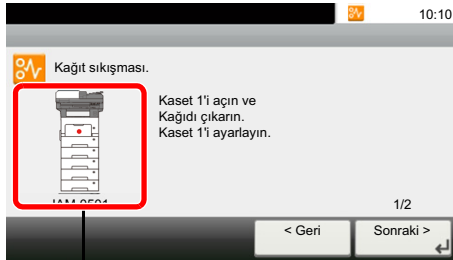 10:10
Kağıt sıkışması.
Kaset 1'i açın ve
Kağıdı çıkarın.
Kaset 1'i ayarlayın.
1/2
< Geri
Sonraki >